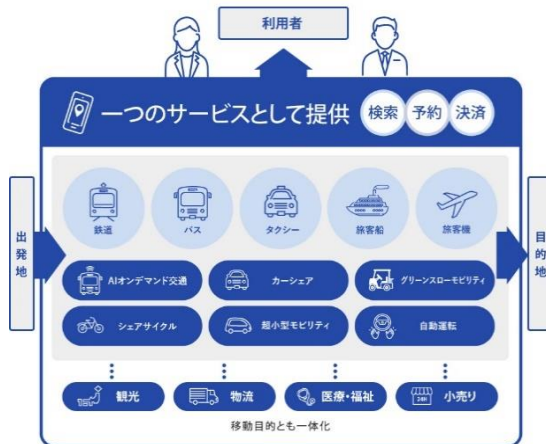 利用者
一つのサービスとして提供 検索 予約 決済
出発地
目的地
鉄道 バス タクシー 旅客船 旅客機
AIオンデマンド交通 カーシェア グリーンスローモビリティ
シェアサイクル 超小型モビリティ 自動運転
観光 物流 医療・福祉 24H 小売り
移動目的とも一体化